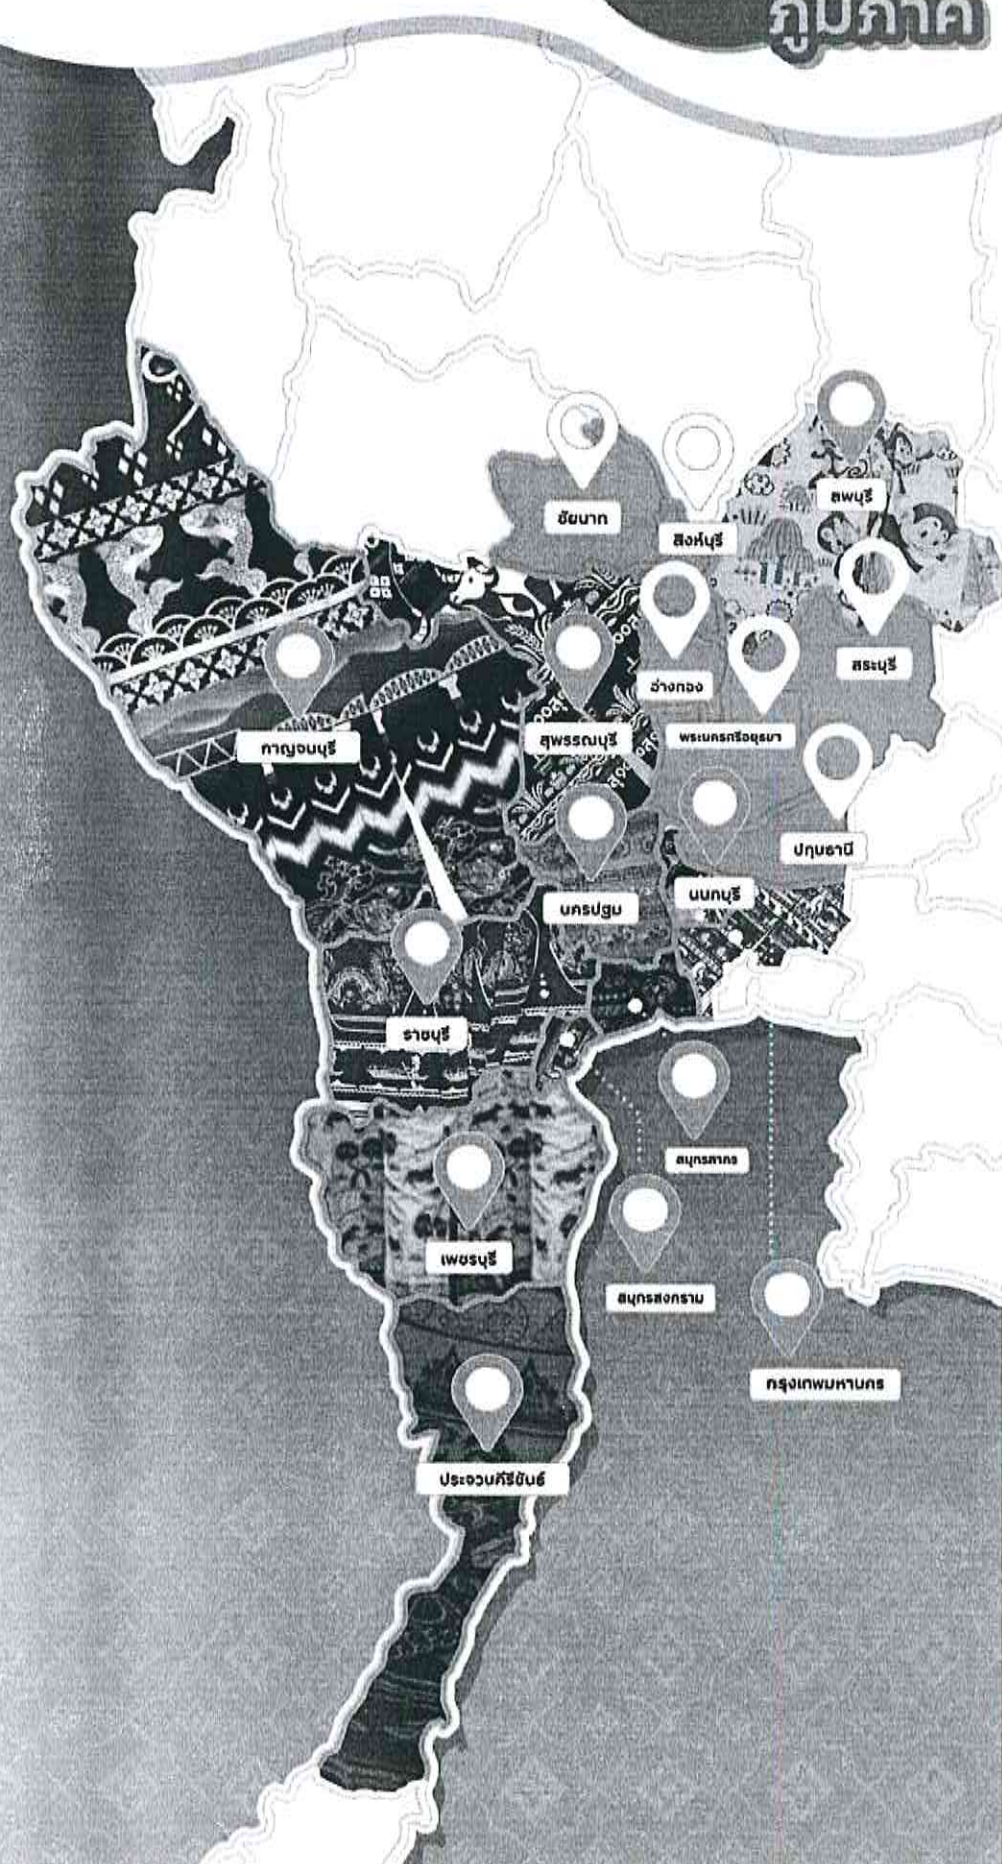 ภูมิภาค
ชัยนาท
สิงห์บุรี
ลพบุรี
อ่างทอง
สระบุรี
กาญจนบุรี
สุพรรณบุรี
พระนครศรีอยุธยา
ปทุมธานี
นครปฐม
นนทบุรี
ราชบุรี
สมุทรสาคร
เพชรบุรี
สมุทรสงคราม
กรุงเทพมหานคร
ประจวบคีรีขันธ์